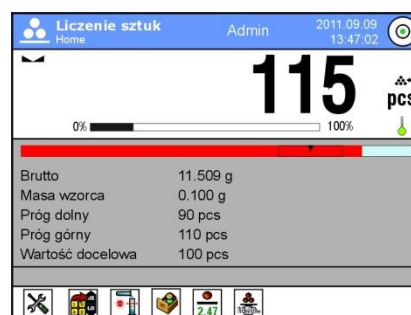 Liczenie sztuk
Home
Admin
2011.09.09
13:47:02
115
pcs
0%
100%
Brutto 11.509 g
Masa wzorca 0.100 g
Próg dolny 90 pcs
Próg górny 110 pcs
Wartość docelowa 100 pcs
2.47